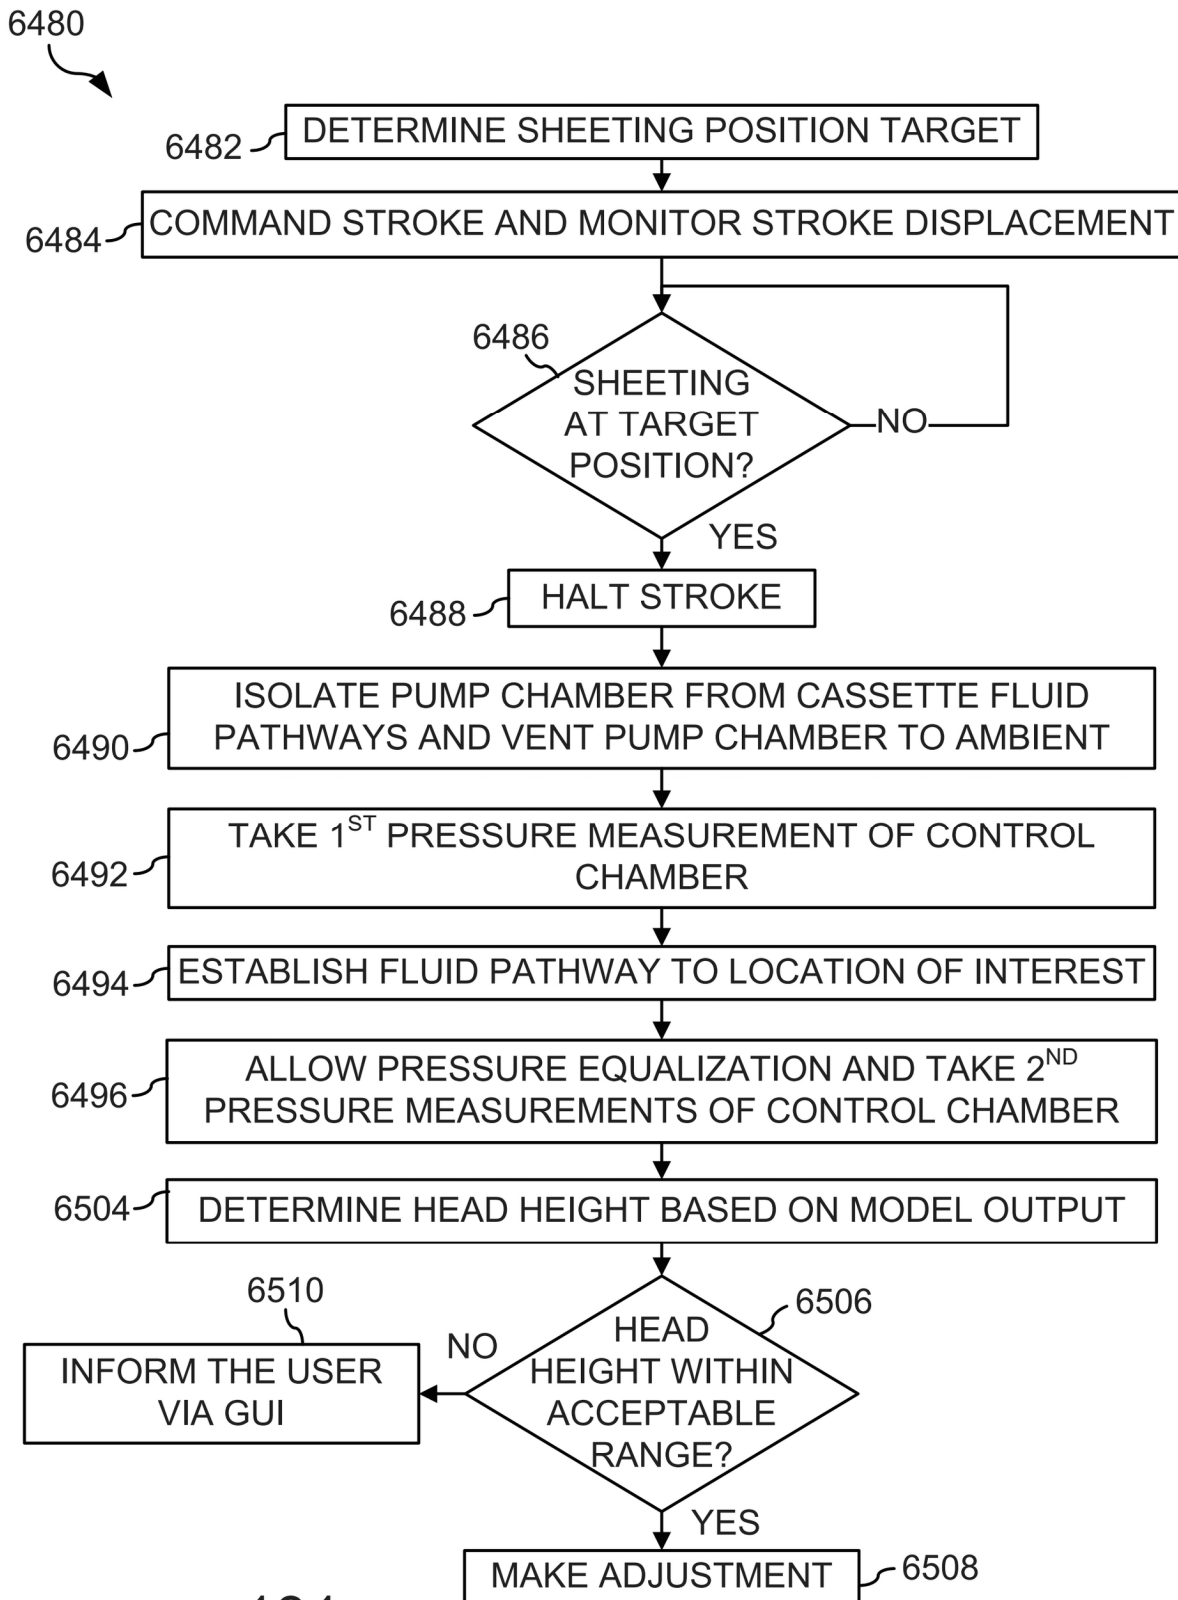 6480
6482
DETERMINE SHEETING POSITION TARGET
6484
COMMAND STROKE AND MONITOR STROKE DISPLACEMENT
6486
SHEETING
AT TARGET
POSITION?
NO
YES
6488
HALT STROKE
6490
ISOLATE PUMP CHAMBER FROM CASSETTE FLUID
PATHWAYS AND VENT PUMP CHAMBER TO AMBIENT
6492
TAKE 1ST PRESSURE MEASUREMENT OF CONTROL
CHAMBER
6494
ESTABLISH FLUID PATHWAY TO LOCATION OF INTEREST
6496
ALLOW PRESSURE EQUALIZATION AND TAKE 2ND
PRESSURE MEASUREMENTS OF CONTROL CHAMBER
6504
DETERMINE HEAD HEIGHT BASED ON MODEL OUTPUT
6506
HEAD
HEIGHT WITHIN
ACCEPTABLE
RANGE?
NO
6510
INFORM THE USER
VIA GUI
YES
MAKE ADJUSTMENT
6508